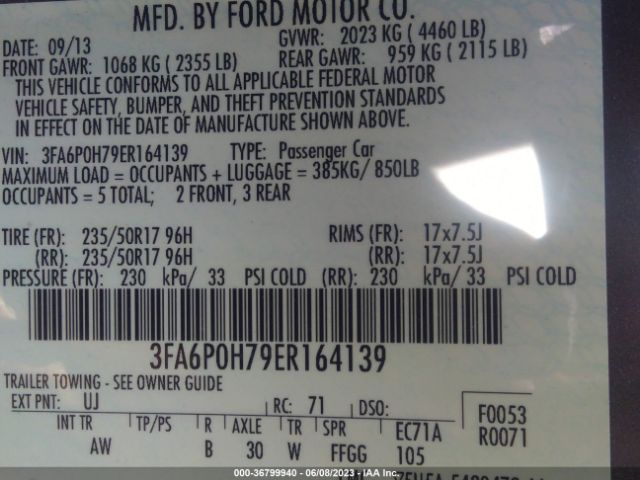 MFD. BY FORD MOTOR CO.
DATE: 09/13 GVWR: 2023 KG ( 4460 LB)
FRONT GAWR: 1068 KG ( 2355 LB) REAR GAWR: 959 KG ( 2115 LB)
THIS VEHICLE CONFORMS TO ALL APPLICABLE FEDERAL MOTOR
VEHICLE SAFETY, BUMPER, AND THEFT PREVENTION STANDARDS
IN EFFECT ON THE DATE OF MANUFACTURE SHOWN ABOVE.
VIN: 3FA6P0H79ER164139 TYPE: Passenger Car
MAXIMUM LOAD = OCCUPANTS + LUGGAGE = 385KG/ 850LB
OCCUPANTS = 5 TOTAL; 2 FRONT, 3 REAR
TIRE (FR): 235/50R17 96H RIMS (FR): 17x7.5J
(RR): 235/50R17 96H (RR): 17x7.5J
PRESSURE (FR): 230 kPa/ 33 PSI COLD (RR): 230 kPa/ 33 PSI COLD
3FA6P0H79ER164139
TRAILER TOWING - SEE OWNER GUIDE
EXT PNT: UJ RC: 71 DSO: F0053
INT TR TP/PS R AXLE TR SPR EC71A R0071
AW B 30 W FFGG 105
000-36799940 - 06/08/2023 - IAA Inc.